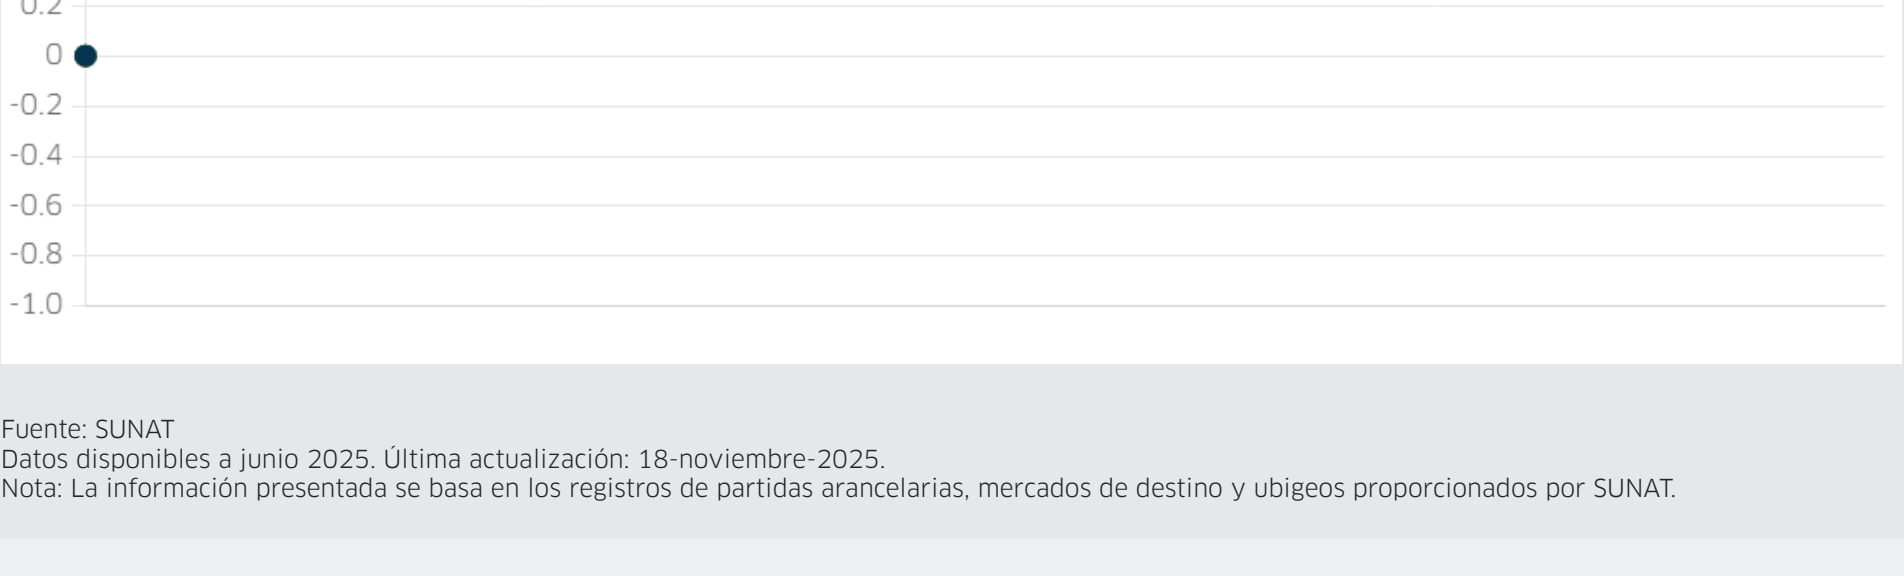 0.2
0
-0.2
-0.4
-0.6
-0.8
-1.0
Fuente: SUNAT
Datos disponibles a junio 2025. Última actualización: 18-noviembre-2025.
Nota: La información presentada se basa en los registros de partidas arancelarias, mercados de destino y ubigeos proporcionados por SUNAT.